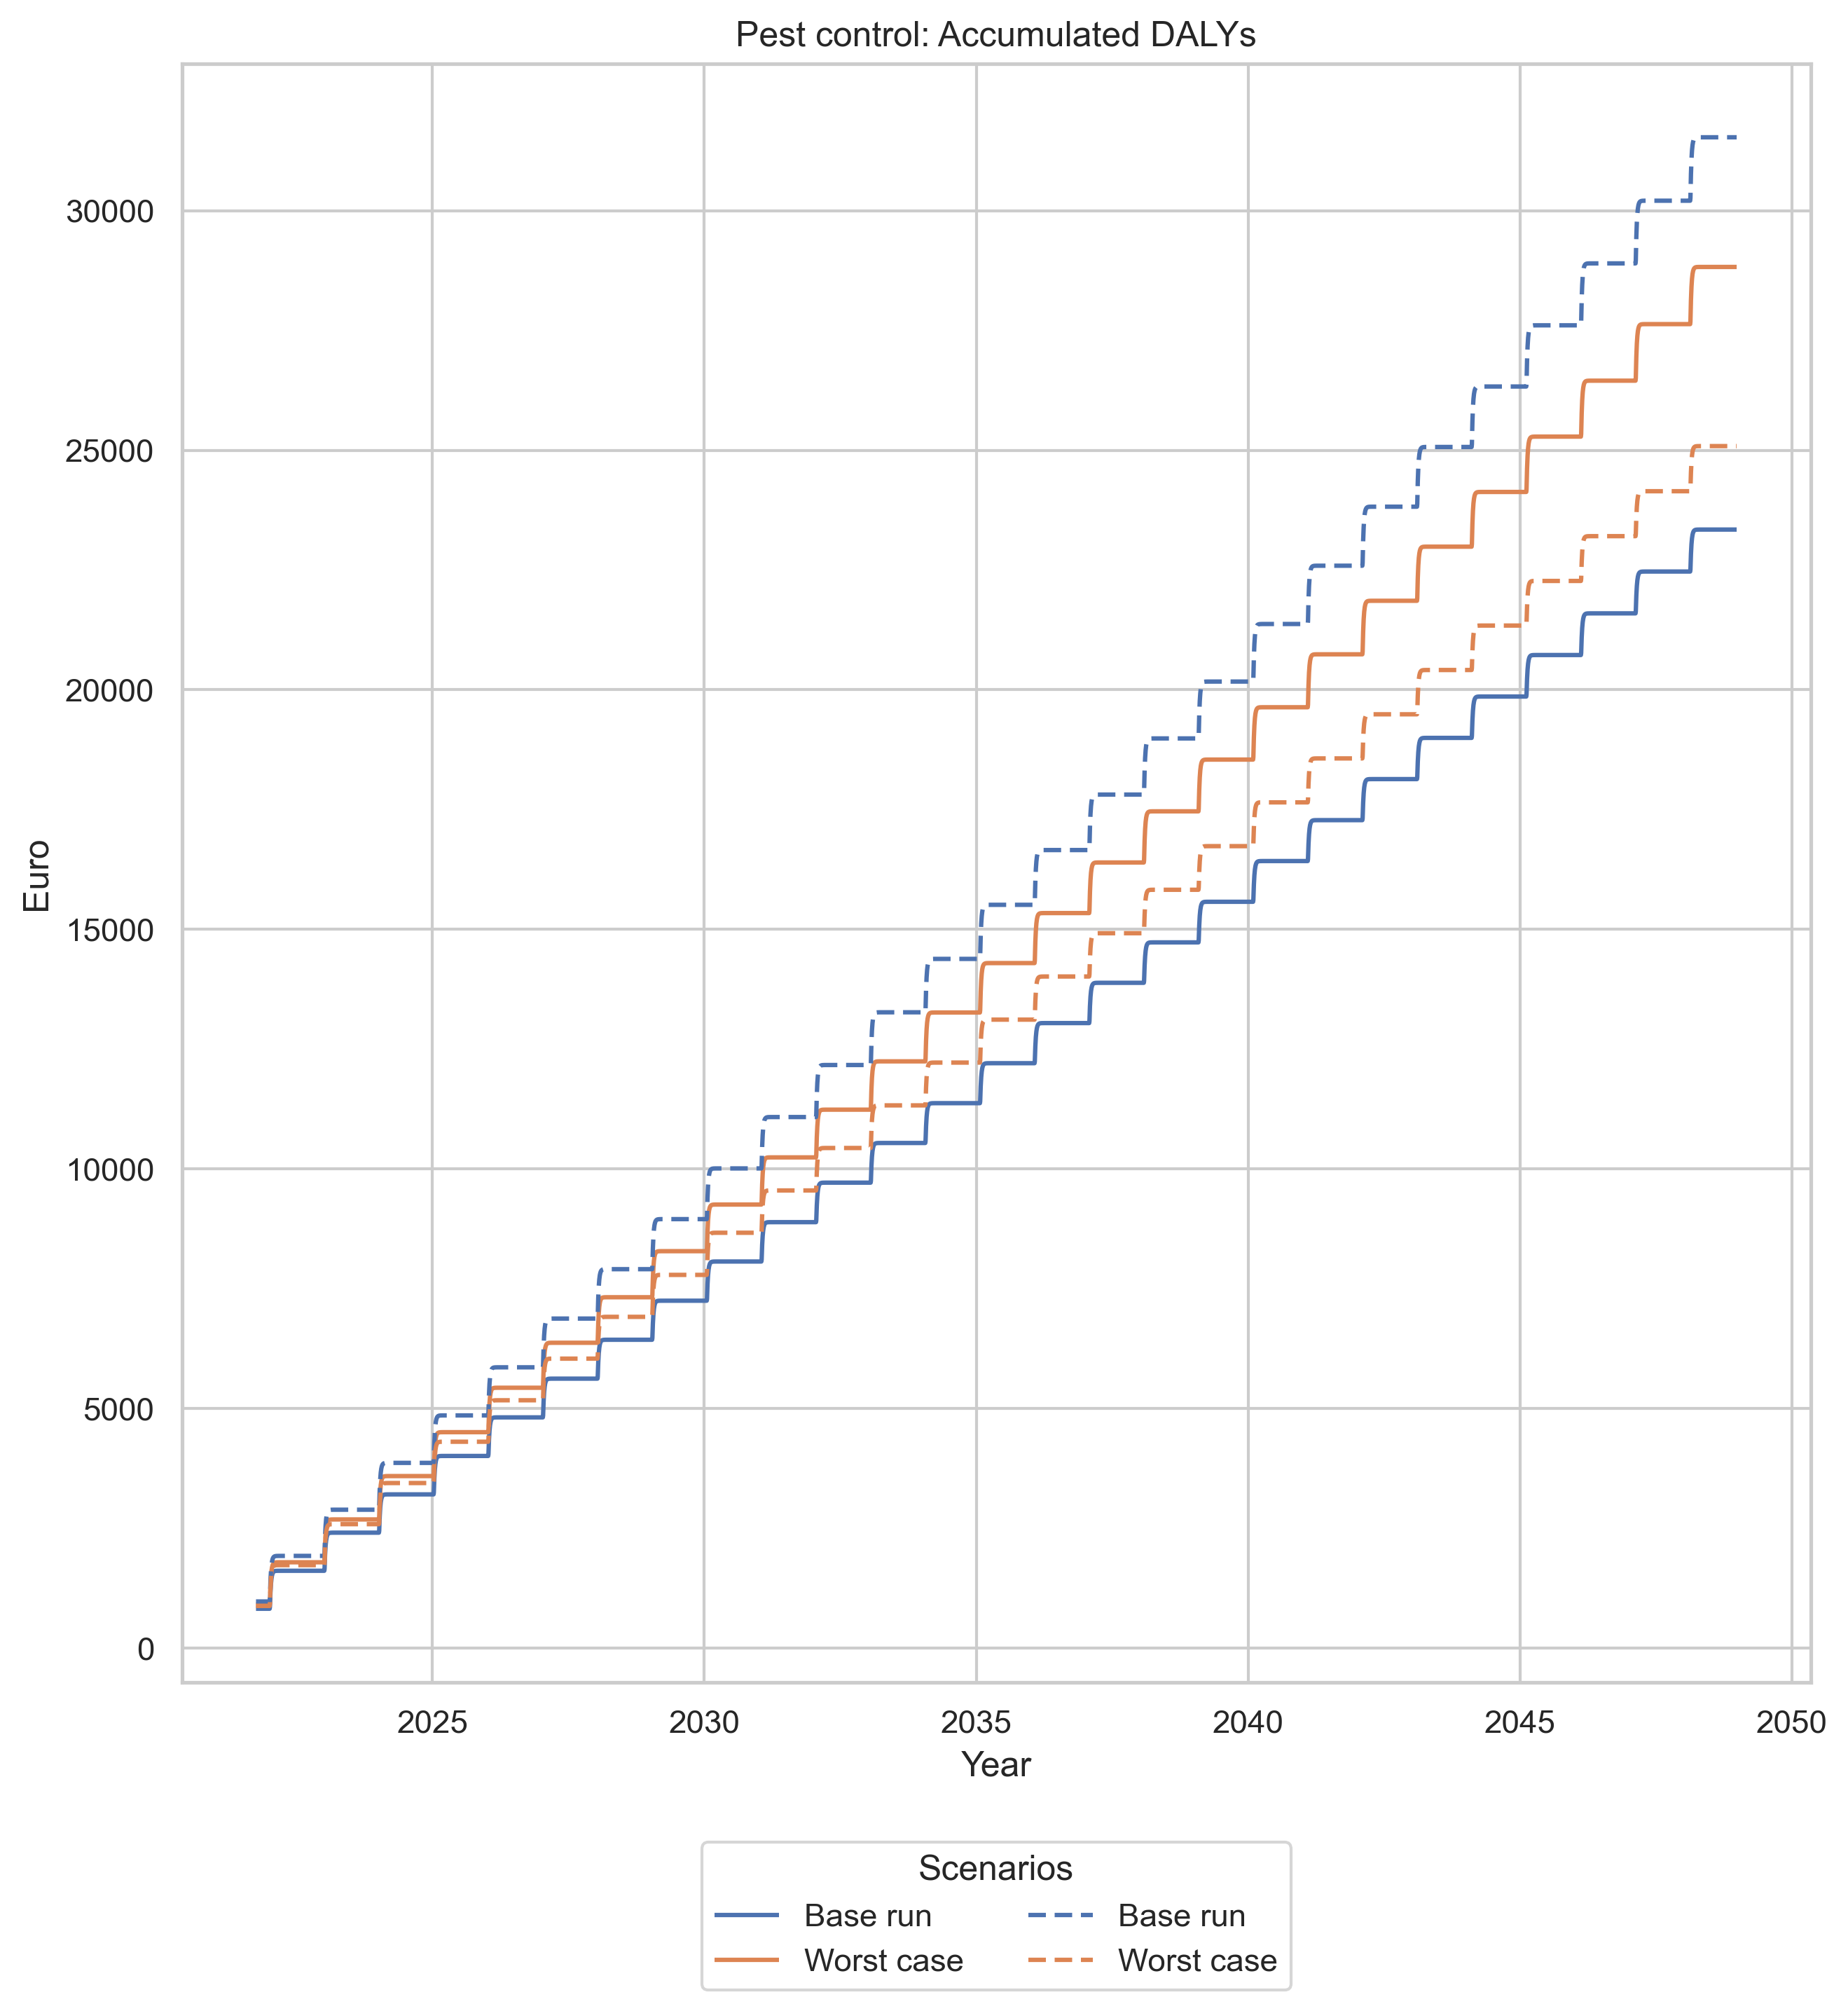 Pest control: Accumulated DALYs
30000
25000
20000
15000
10000
5000
0
Euro
2025 2030 2035 2040 2045 2050
Year
Scenarios
Base run Base run
Worst case Worst case